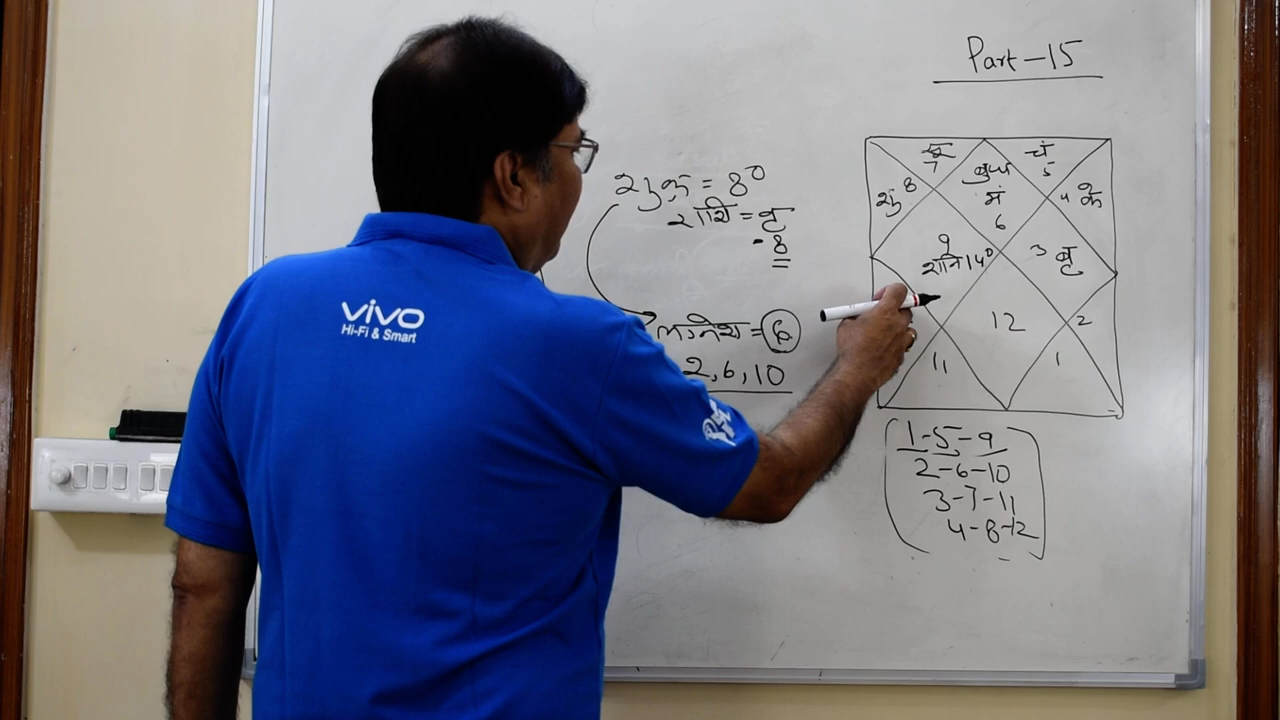 Part-15
शुक्र = 8°
राशि = वृ
8
लग्नेश = 6
2, 6, 10
7
चं
5
बुध
मं
6
शु 8
4 के
9
शनि 14°
3 बृ
12
2
11
1
1-5-9
2-6-10
3-7-11
4-8-12
vivo
Hi-Fi & Smart